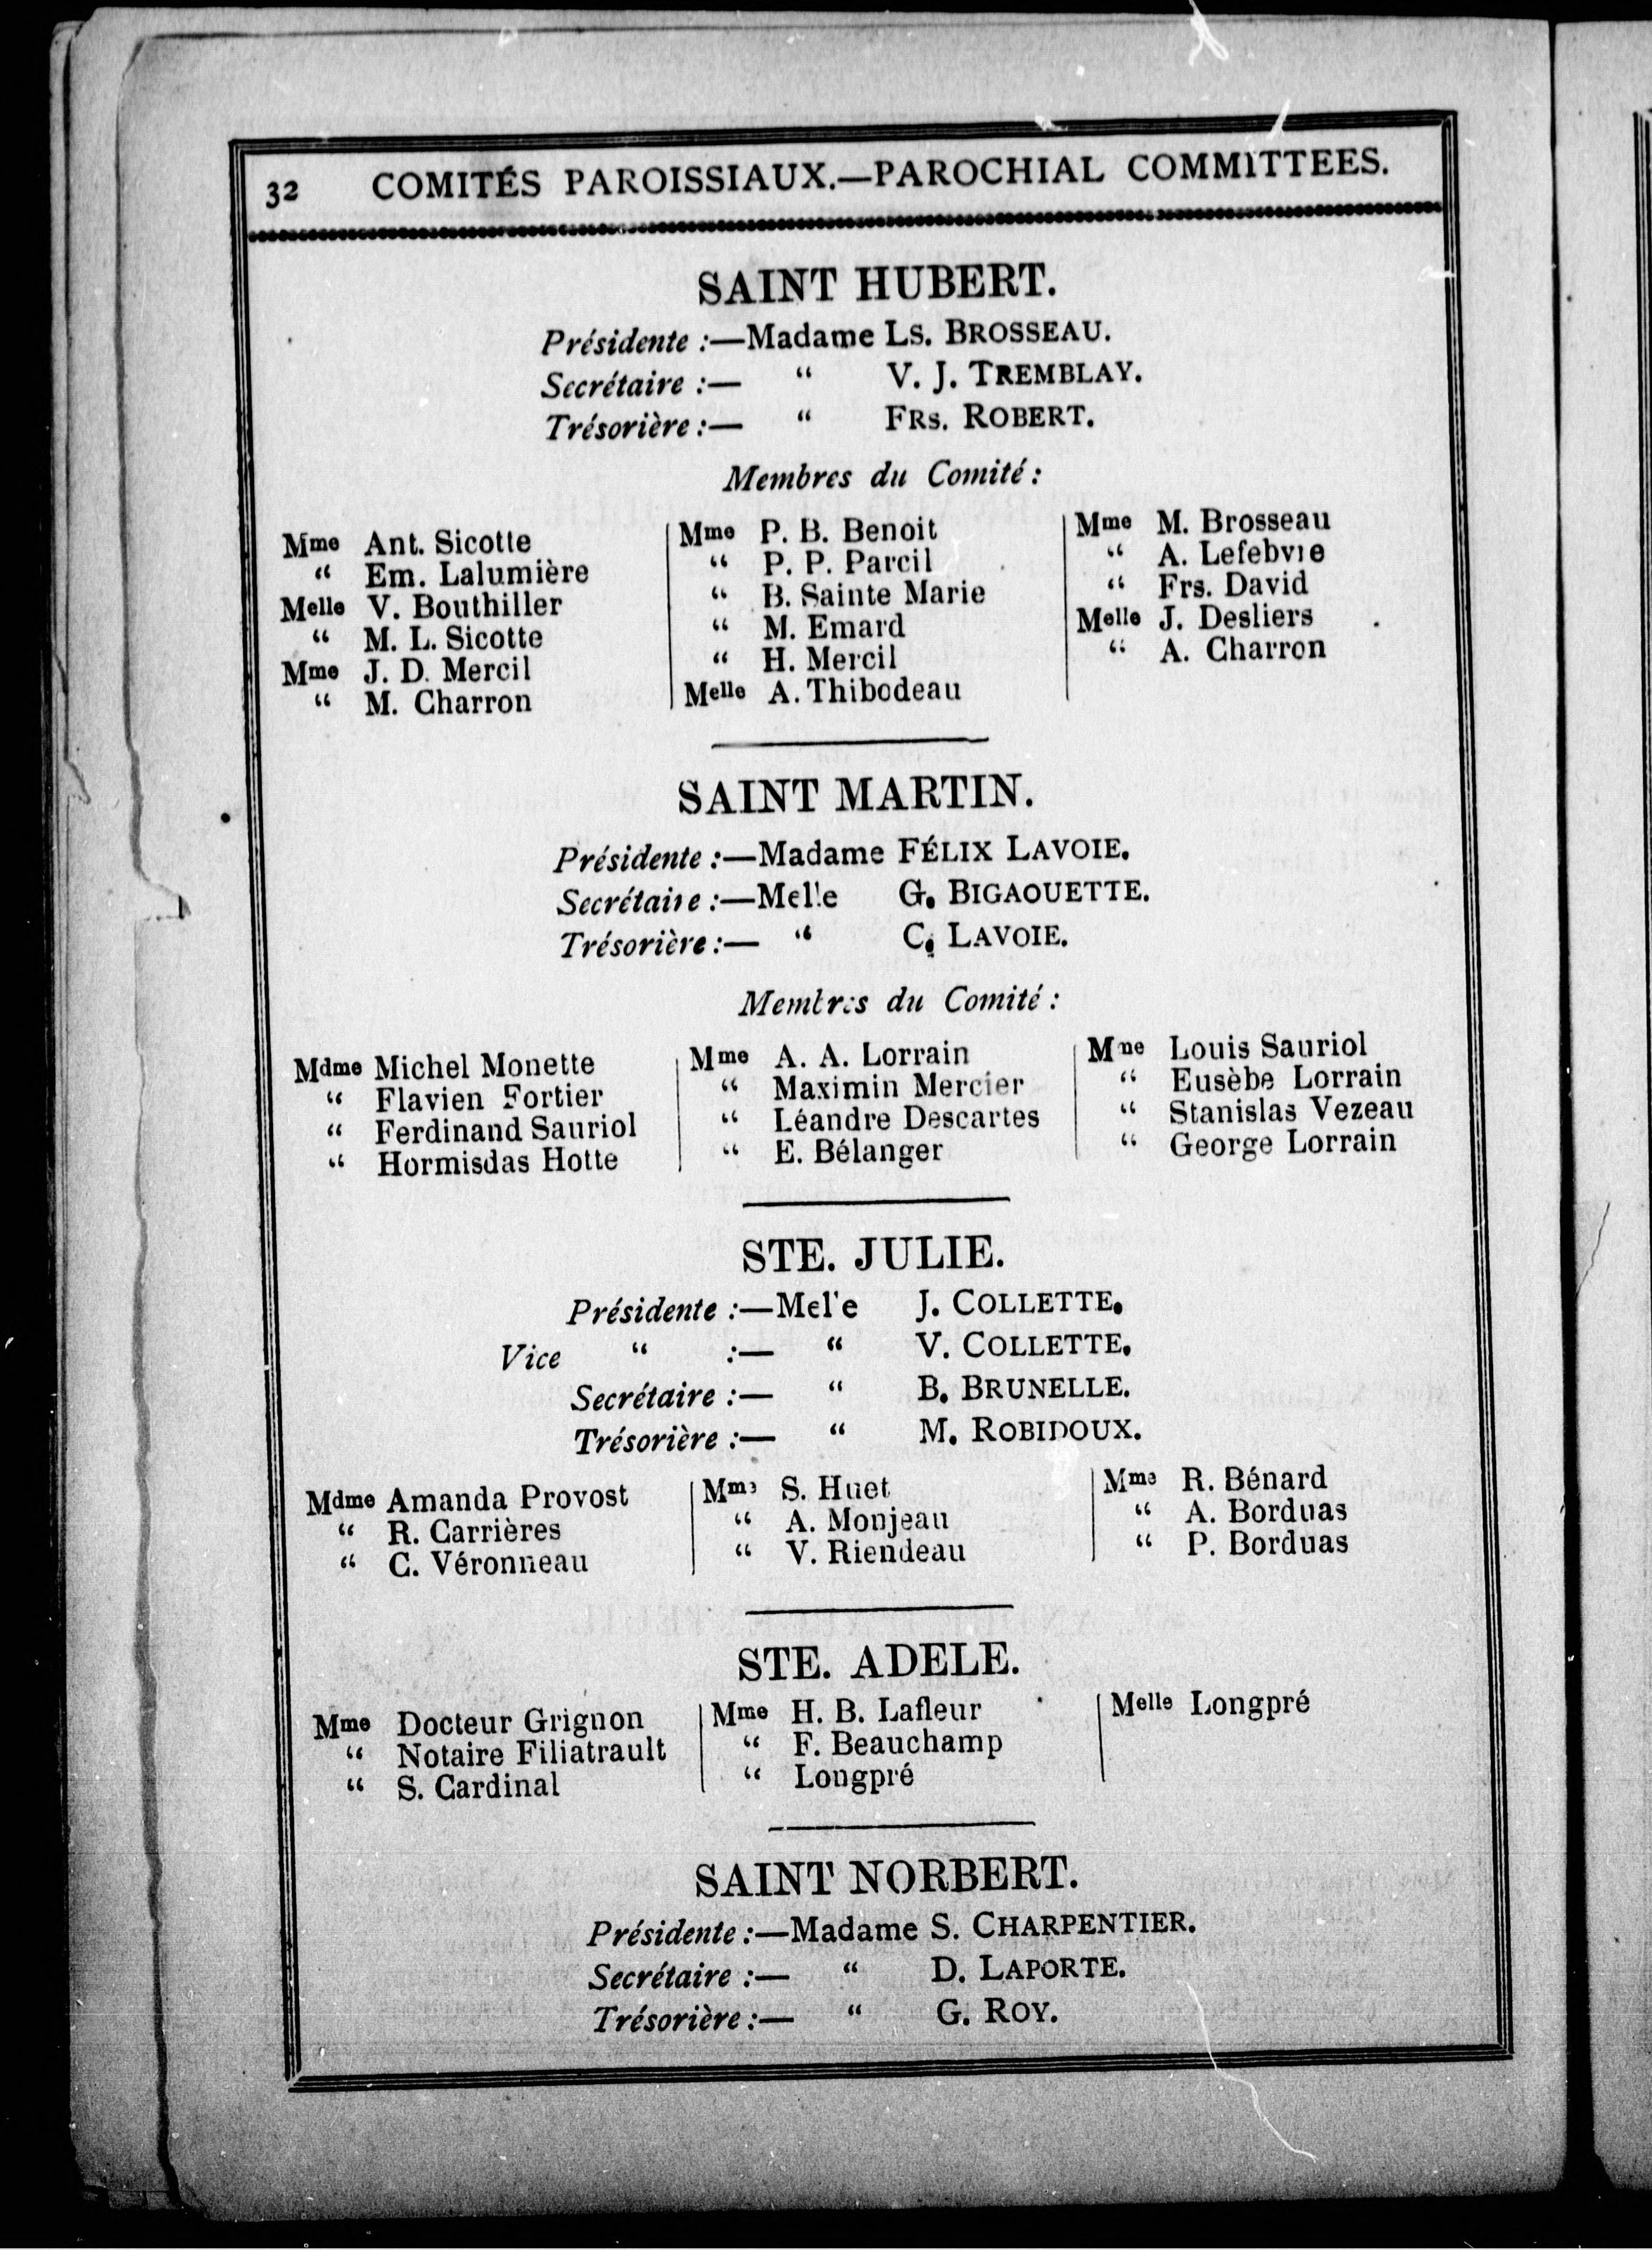 32 COMITÉS PAROISSIAUX.—PAROCHIAL COMMITTEES.
SAINT HUBERT.
Présidente :—Madame LS. BROSSEAU.
Secrétaire :— “ V. J. TREMBLAY.
Trésorière :— “ FRS. ROBERT.
Membres du Comité :
Mme Ant. Sicotte
“ Em. Lalumière
Melle V. Bouthiller
“ M. L. Sicotte
Mme J. D. Mercil
“ M. Charron
Mme P. B. Benoit
“ P. P. Parcil
“ B. Sainte Marie
“ M. Emard
“ H. Mercil
Melle A. Thibodeau
Mme M. Brosseau
“ A. Lefebvre
“ Frs. David
Melle J. Desliers
“ A. Charron
SAINT MARTIN.
Présidente :—Madame FÉLIX LAVOIE.
Secrétaire :—Melle G. BIGAOUETTE.
Trésorière :— “ C. LAVOIE.
Membres du Comité :
Mdme Michel Monette
“ Flavien Fortier
“ Ferdinand Sauriol
“ Hormisdas Hotte
Mme A. A. Lorrain
“ Maximin Mercier
“ Léandre Descartes
“ E. Bélanger
Mme Louis Sauriol
“ Eusèbe Lorrain
“ Stanislas Vezeau
“ George Lorrain
STE. JULIE.
Présidente :—Melle J. COLLETTE.
Vice “ :— “ V. COLLETTE.
Secrétaire :— “ B. BRUNELLE.
Trésorière :— “ M. ROBIDOUX.
Mdme Amanda Provost
“ R. Carrières
“ C. Véronneau
Mme S. Huet
“ A. Monjeau
“ V. Riendeau
Mme R. Bénard
“ A. Borduas
“ P. Borduas
STE. ADELE.
Mme Docteur Grignon
“ Notaire Filiatrault
“ S. Cardinal
Mme H. B. Lafleur
“ F. Beauchamp
“ Longpré
Melle Longpré
SAINT NORBERT.
Présidente :—Madame S. CHARPENTIER.
Secrétaire :— “ D. LAPORTE.
Trésorière :— “ G. ROY.